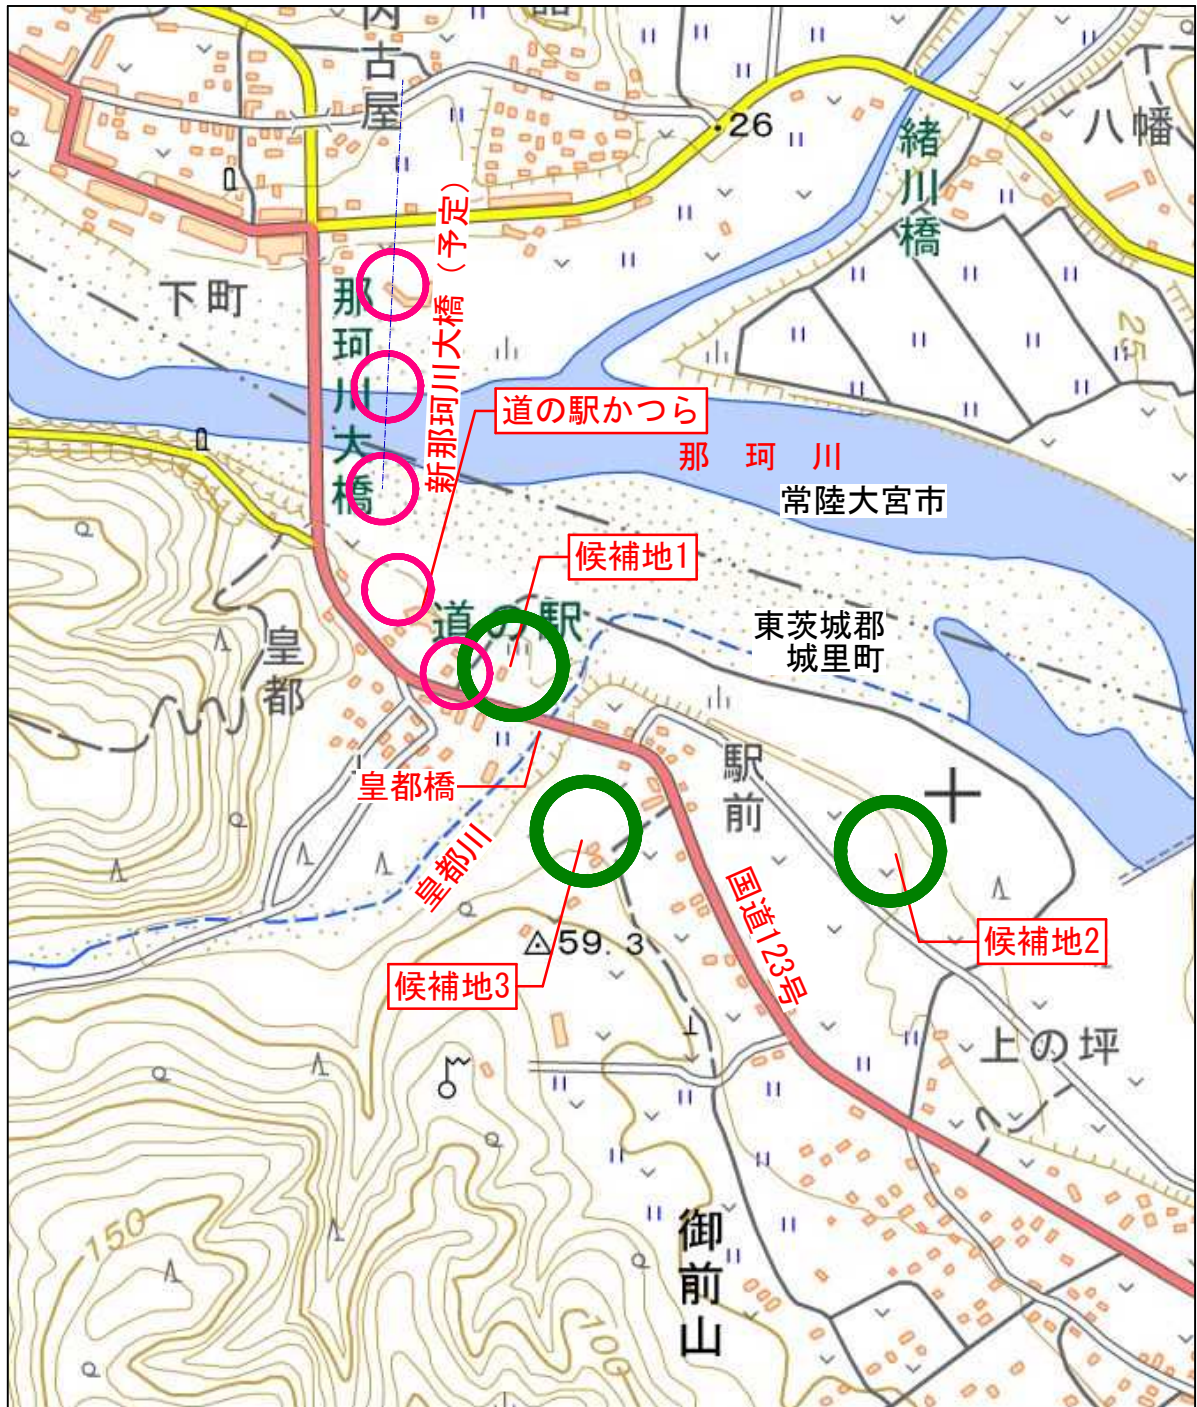 内古屋
26
八幡
緒川橋
下町
那珂川大橋
新那珂川大橋（予定）
25
道の駅かつら
那 珂 川
常陸大宮市
候補地1
道の駅
東茨城郡
城里町
皇都
駅前
皇都橋
皇都川
国道123号
候補地2
59.3
候補地3
上の坪
150
御前山
100